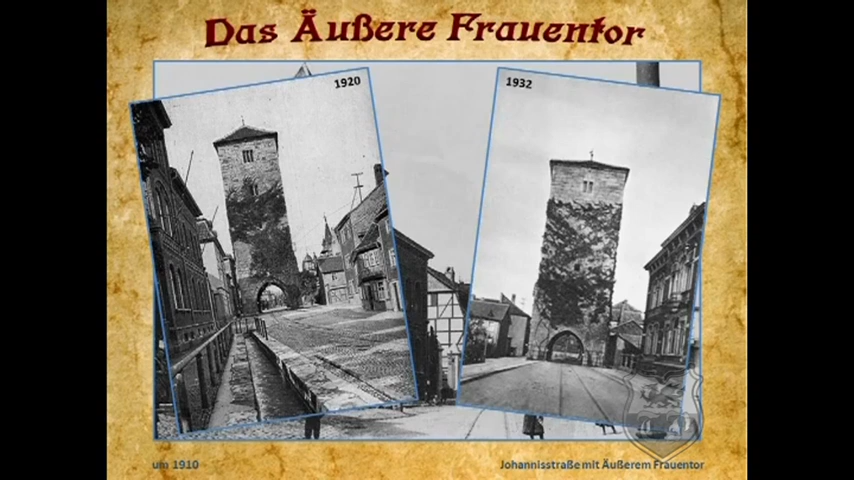 Das Äußere Frauentor
1920
1932
um 1910
Johannisstraße mit Äußerem Frauentor